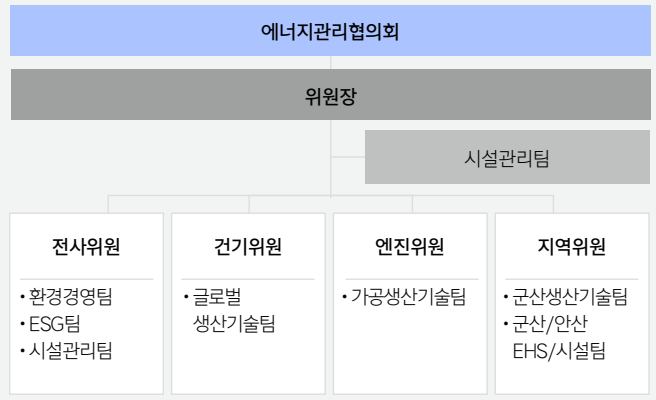 에너지관리협의회
위원장
시설관리팀
전사위원
• 환경경영팀
• ESG팀
• 시설관리팀
건기위원
• 글로벌
생산기술팀
엔진위원
• 가공생산기술팀
지역위원
• 군산생산기술팀
• 군산/안산
EHS/시설팀